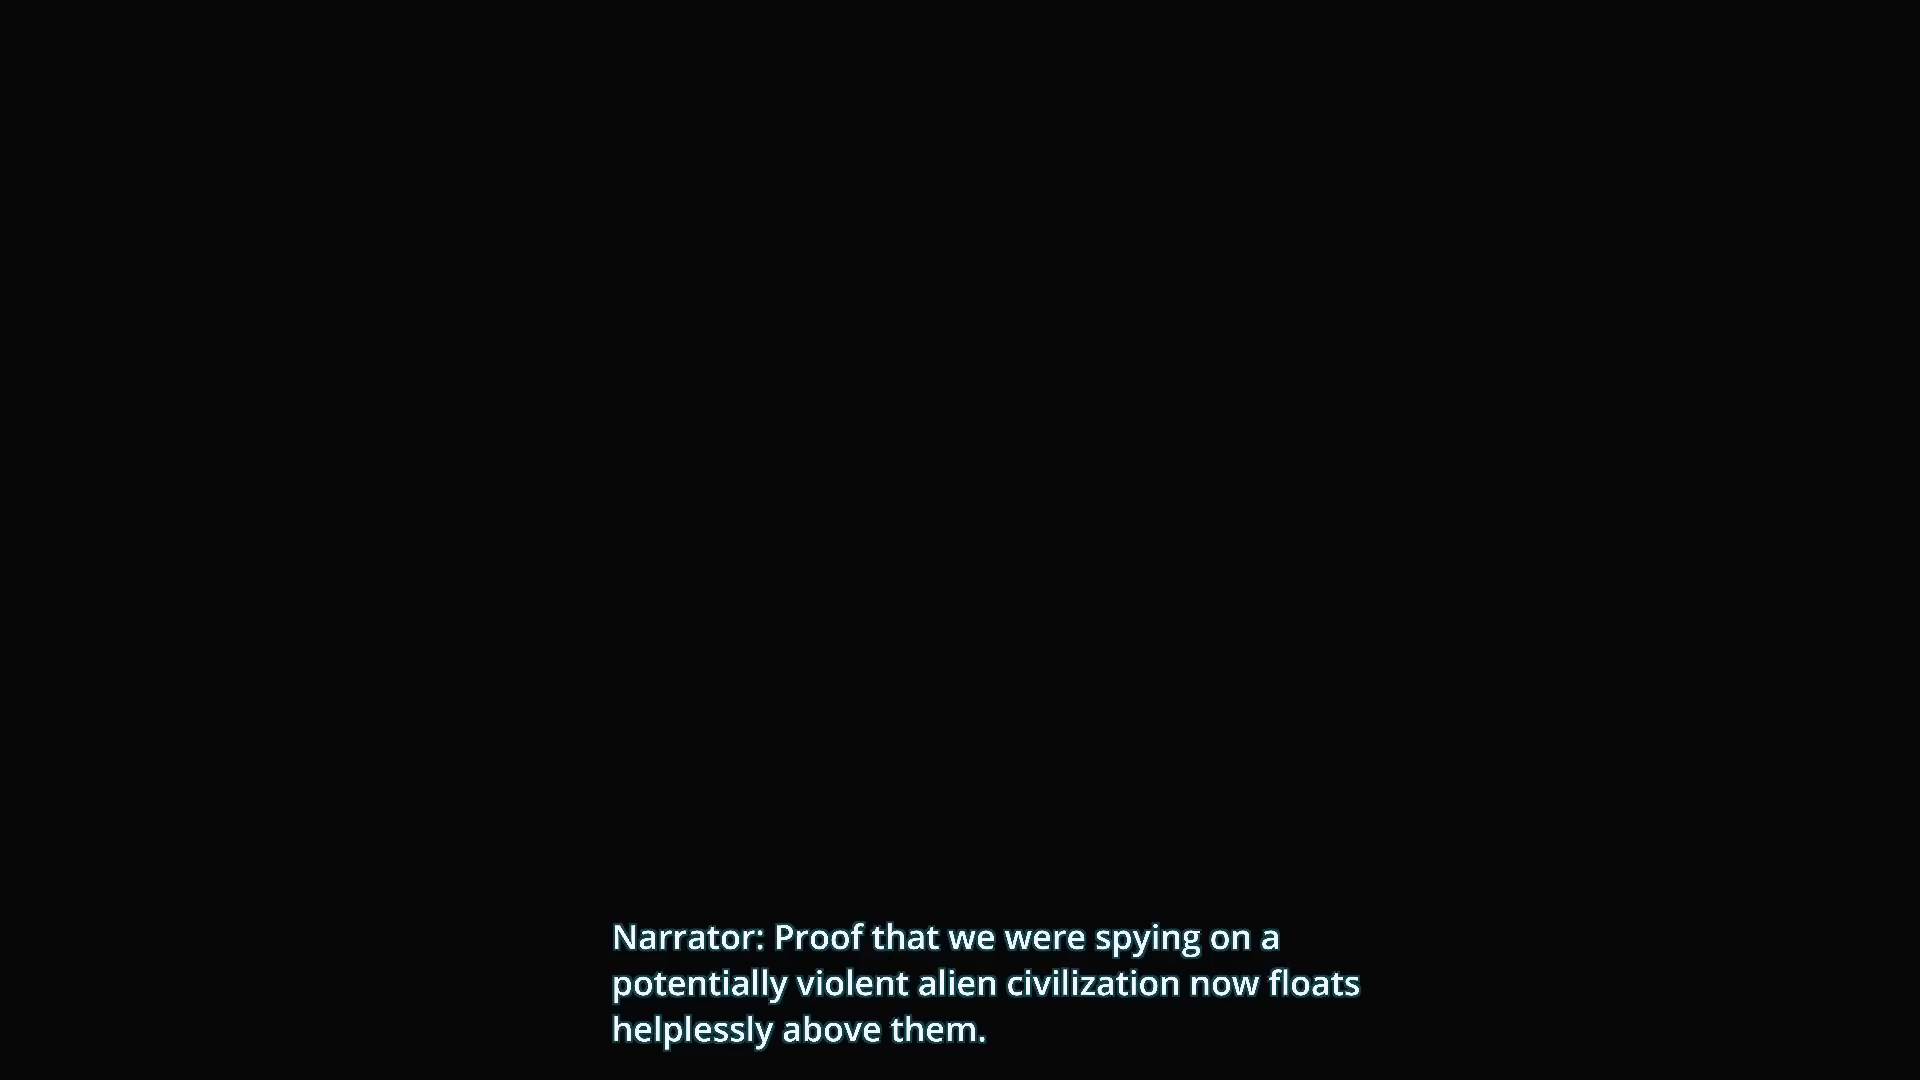 Narrator: Proof that we were spying on a
potentially violent alien civilization now floats
helplessly above them.